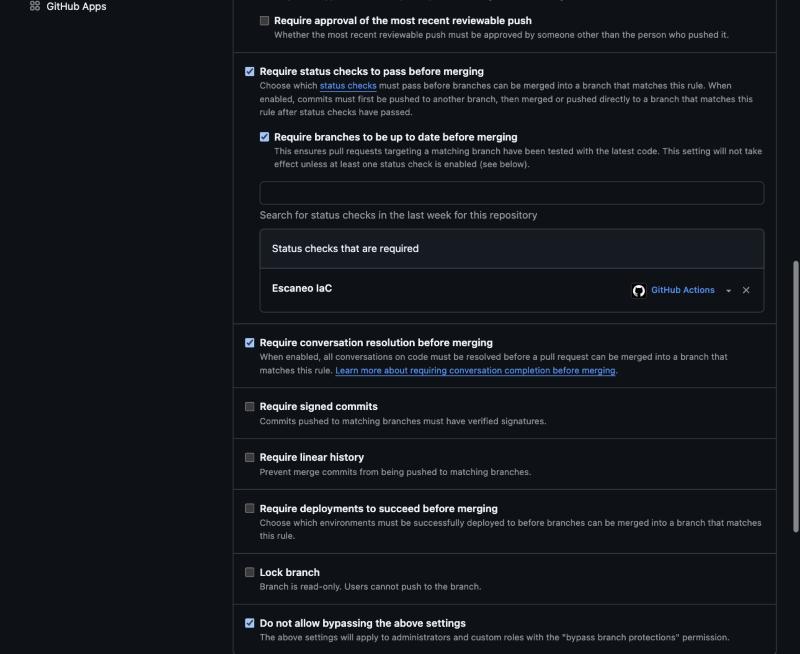 GitHub Apps
Require approval of the most recent reviewable push
Whether the most recent reviewable push must be approved by someone other than the person who pushed it.
Require status checks to pass before merging
Choose which status checks must pass before branches can be merged into a branch that matches this rule. When
enabled, commits must first be pushed to another branch, then merged or pushed directly to a branch that matches this
rule after status checks have passed.
Require branches to be up to date before merging
This ensures pull requests targeting a matching branch have been tested with the latest code. This setting will not take
effect unless at least one status check is enabled (see below).
Search for status checks in the last week for this repository
Status checks that are required
Escaneo IaC
GitHub Actions
Require conversation resolution before merging
When enabled, all conversations on code must be resolved before a pull request can be merged into a branch that
matches this rule. Learn more about requiring conversation completion before merging.
Require signed commits
Commits pushed to matching branches must have verified signatures.
Require linear history
Prevent merge commits from being pushed to matching branches.
Require deployments to succeed before merging
Choose which environments must be successfully deployed to before branches can be merged into a branch that matches
this rule.
Lock branch
Branch is read-only. Users cannot push to the branch.
Do not allow bypassing the above settings
The above settings will apply to administrators and custom roles with the "bypass branch protections" permission.